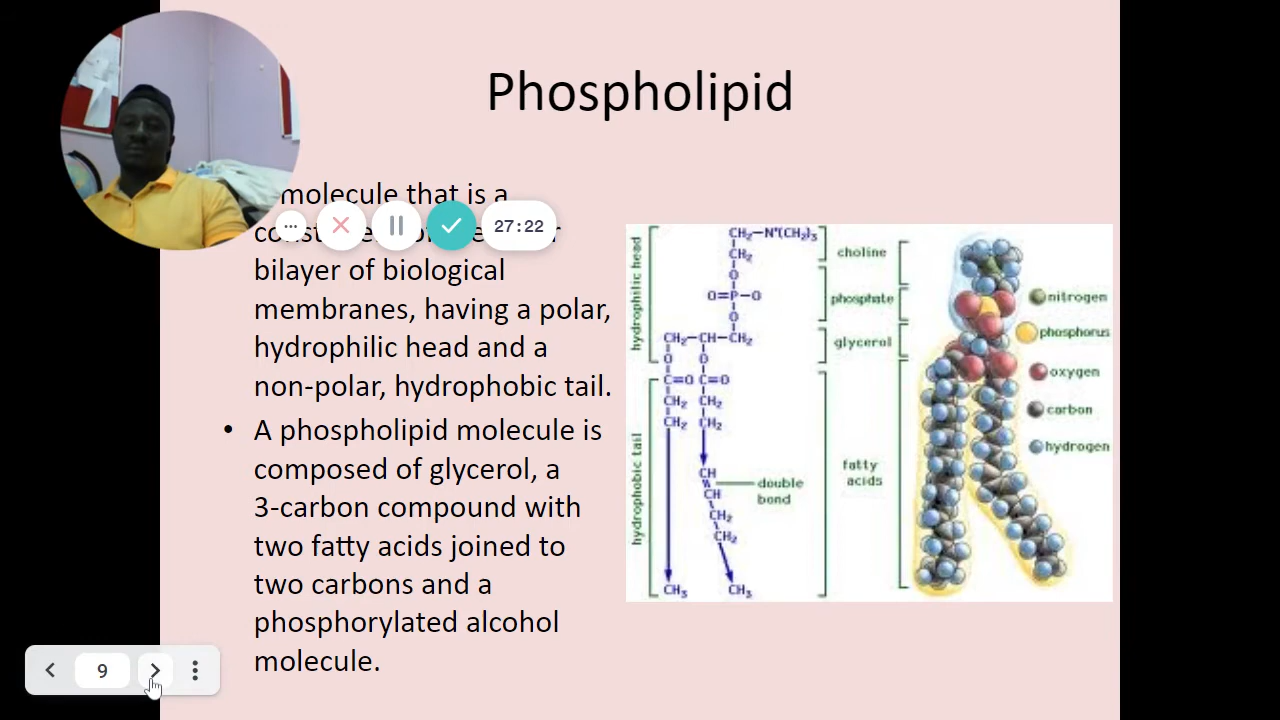 Phospholipid
molecule that is a
bilayer of biological
membranes, having a polar,
hydrophilic head and a
non-polar, hydrophobic tail.
• A phospholipid molecule is
composed of glycerol, a
3-carbon compound with
two fatty acids joined to
two carbons and a
phosphorylated alcohol
molecule.
27:22
9
hydrophilic head
hydrophobic tail
CH₂—N⁺(CH₃)₃
CH₂
O
O=P—O
O
CH₂—CH—CH₂
O O
C=O C=O
CH₂ CH₂
CH₂ CH₂
CH
CH
CH₂
CH₂
CH₃ CH₃
double
bond
choline
phosphate
glycerol
fatty
acids
nitrogen
phosphorus
oxygen
carbon
hydrogen